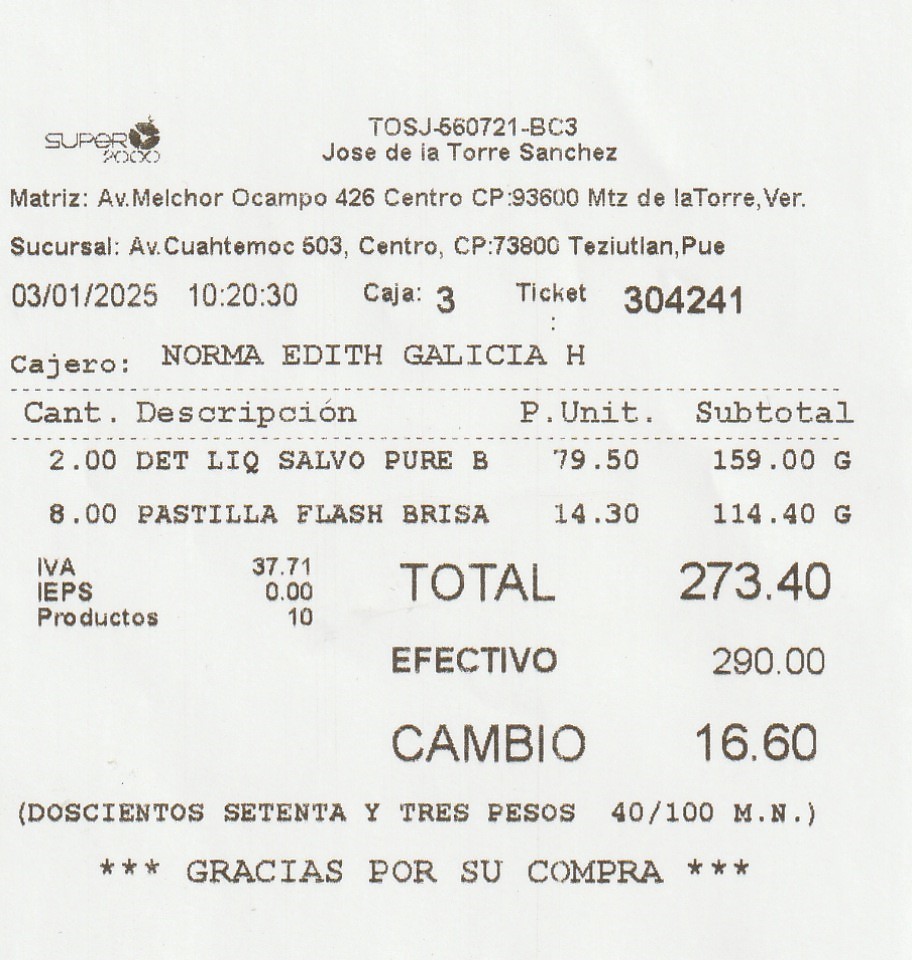 SUPER 2000
TOSJ-560721-BC3
Jose de la Torre Sanchez
Matriz: Av.Melchor Ocampo 426 Centro CP:93600 Mtz de laTorre,Ver.
Sucursal: Av.Cuahtemoc 503, Centro, CP:73800 Teziutlan,Pue
03/01/2025 10:20:30 Caja: 3 Ticket : 304241
Cajero: NORMA EDITH GALICIA H
Cant. Descripción P.Unit. Subtotal
2.00 DET LIQ SALVO PURE B 79.50 159.00 G
8.00 PASTILLA FLASH BRISA 14.30 114.40 G
IVA 37.71
IEPS 0.00
Productos 10
TOTAL 273.40
EFECTIVO 290.00
CAMBIO 16.60
(DOSCIENTOS SETENTA Y TRES PESOS 40/100 M.N.)
*** GRACIAS POR SU COMPRA ***